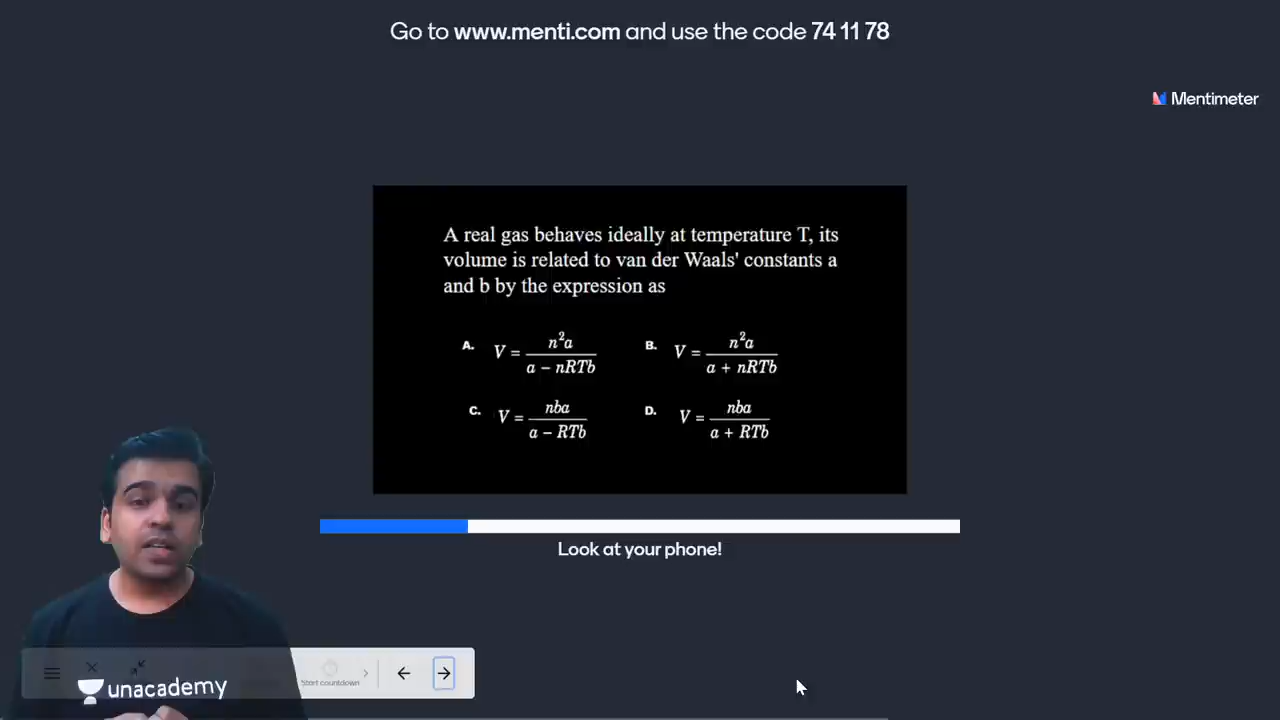 Go to www.menti.com and use the code 74 11 78
Mentimeter
A real gas behaves ideally at temperature T, its
volume is related to van der Waals' constants a
and b by the expression as
A. V = n²a / (a − nRTb) B. V = n²a / (a + nRTb)
C. V = nba / (a − RTb) D. V = nba / (a + RTb)
Look at your phone!
Start countdown
unacademy